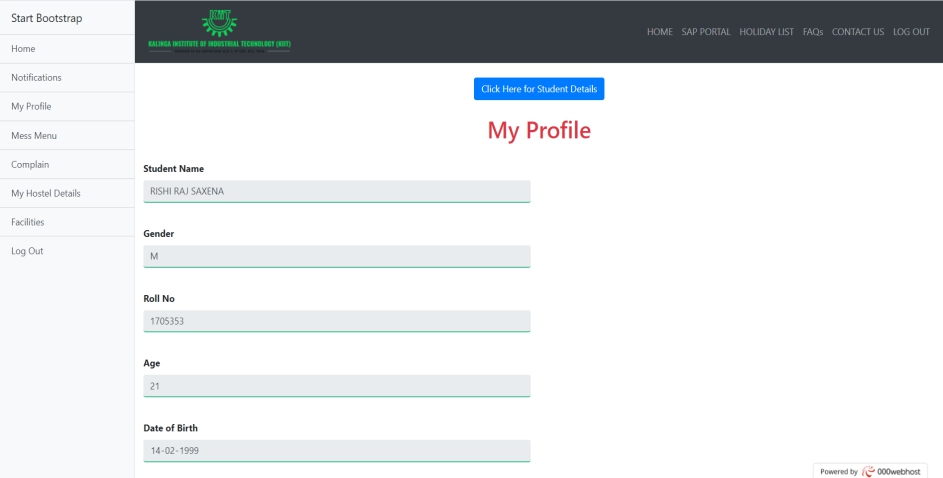 Start Bootstrap
Home
Notifications
My Profile
Mess Menu
Complain
My Hostel Details
Facilities
Log Out
KIIT
KALINGA INSTITUTE OF INDUSTRIAL TECHNOLOGY (KIIT)
HOME SAP PORTAL HOLIDAY LIST FAQs CONTACT US LOG OUT
Click Here for Student Details
My Profile
Student Name
RISHI RAJ SAXENA
Gender
M
Roll No
1705353
Age
21
Date of Birth
14-02-1999
Powered by 000webhost